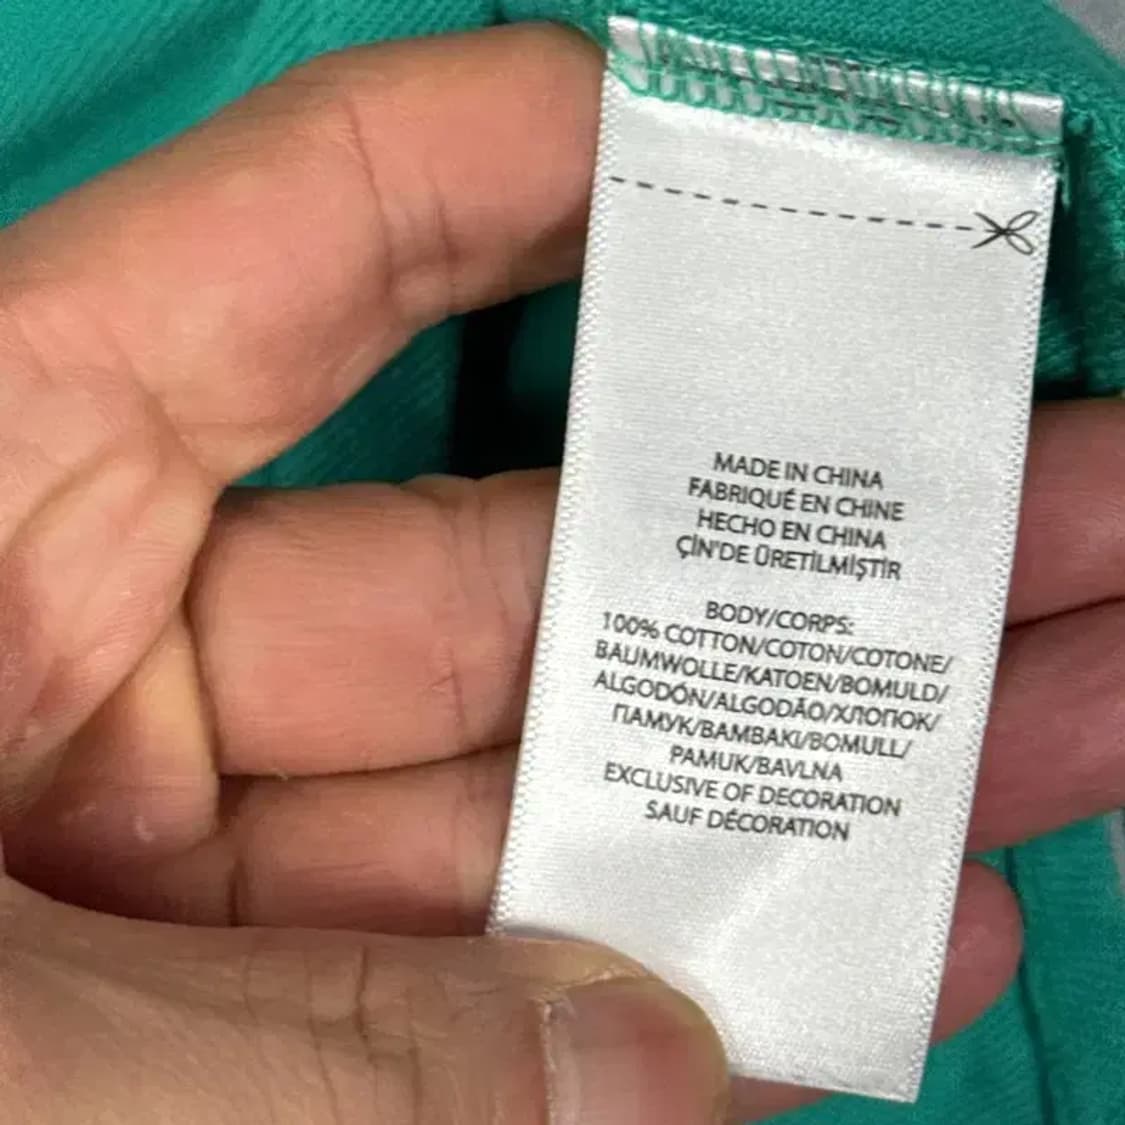 MADE IN CHINA
FABRIQUÉ EN CHINE
HECHO EN CHINA
ÇİN'DE ÜRETİLMİŞTİR
BODY/CORPS:
100% COTTON/COTON/COTONE/
BAUMWOLLE/KATOEN/BOMULD/
ALGODÓN/ALGODÃO/ХЛОПОК/
ПАМУК/BAMBAKI/BOMULL/
PAMUK/BAVLNA
EXCLUSIVE OF DECORATION
SAUF DÉCORATION